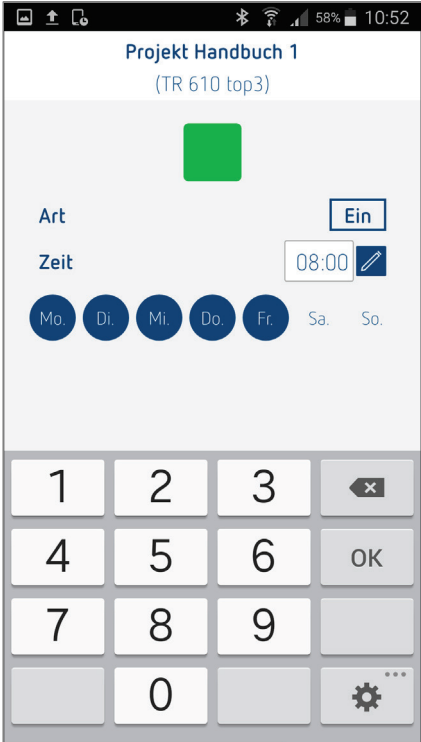 58% 10:52
Projekt Handbuch 1
(TR 610 top3)
Art Ein
Zeit 08:00
Mo. Di. Mi. Do. Fr. Sa. So.
1 2 3
4 5 6 OK
7 8 9
0